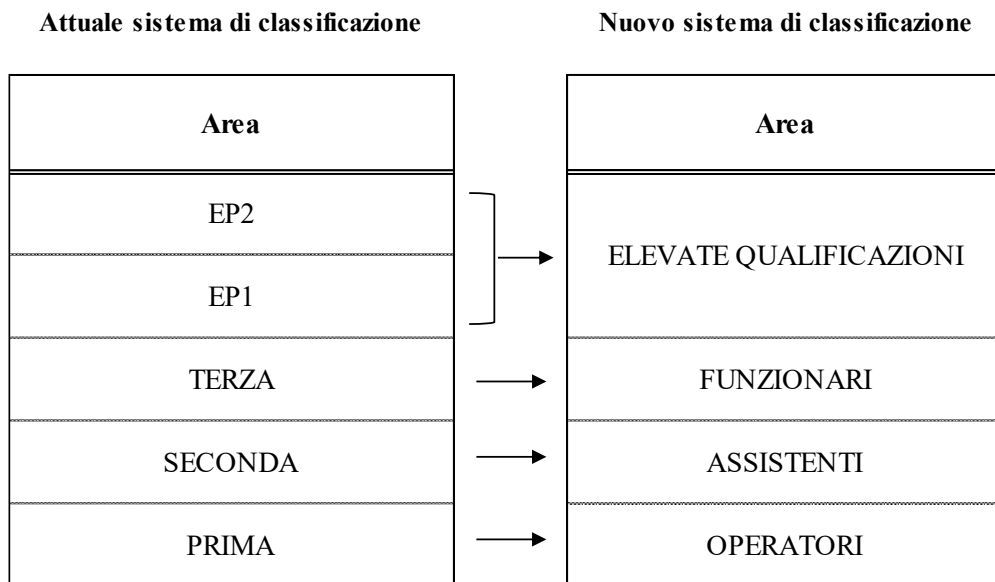 Attuale sistema di classificazione
Nuovo sistema di classificazione
Area
Area
EP2
EP1
ELEVATE QUALIFICAZIONI
TERZA
FUNZIONARI
SECONDA
ASSISTENTI
PRIMA
OPERATORI